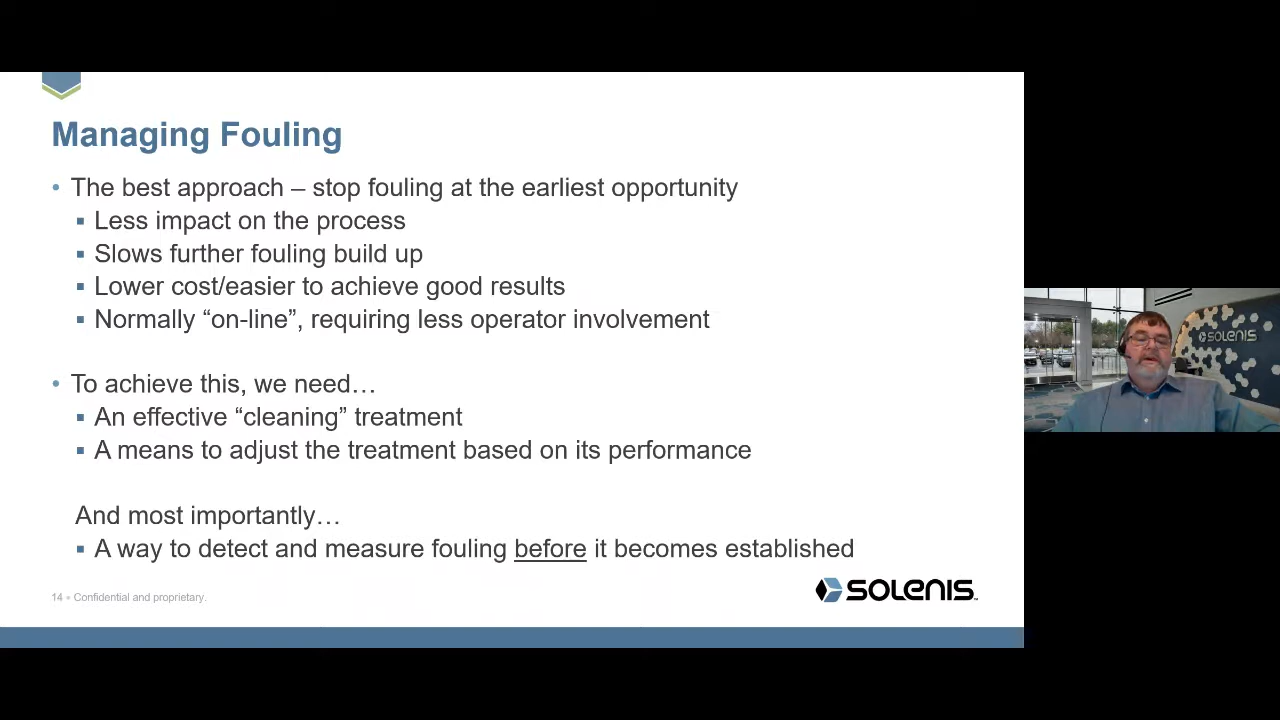 Managing Fouling
• The best approach – stop fouling at the earliest opportunity
▪ Less impact on the process
▪ Slows further fouling build up
▪ Lower cost/easier to achieve good results
▪ Normally “on-line”, requiring less operator involvement
• To achieve this, we need…
▪ An effective “cleaning” treatment
▪ A means to adjust the treatment based on its performance
And most importantly…
▪ A way to detect and measure fouling before it becomes established
14 • Confidential and proprietary.
SOLENIS™
SOLENIS